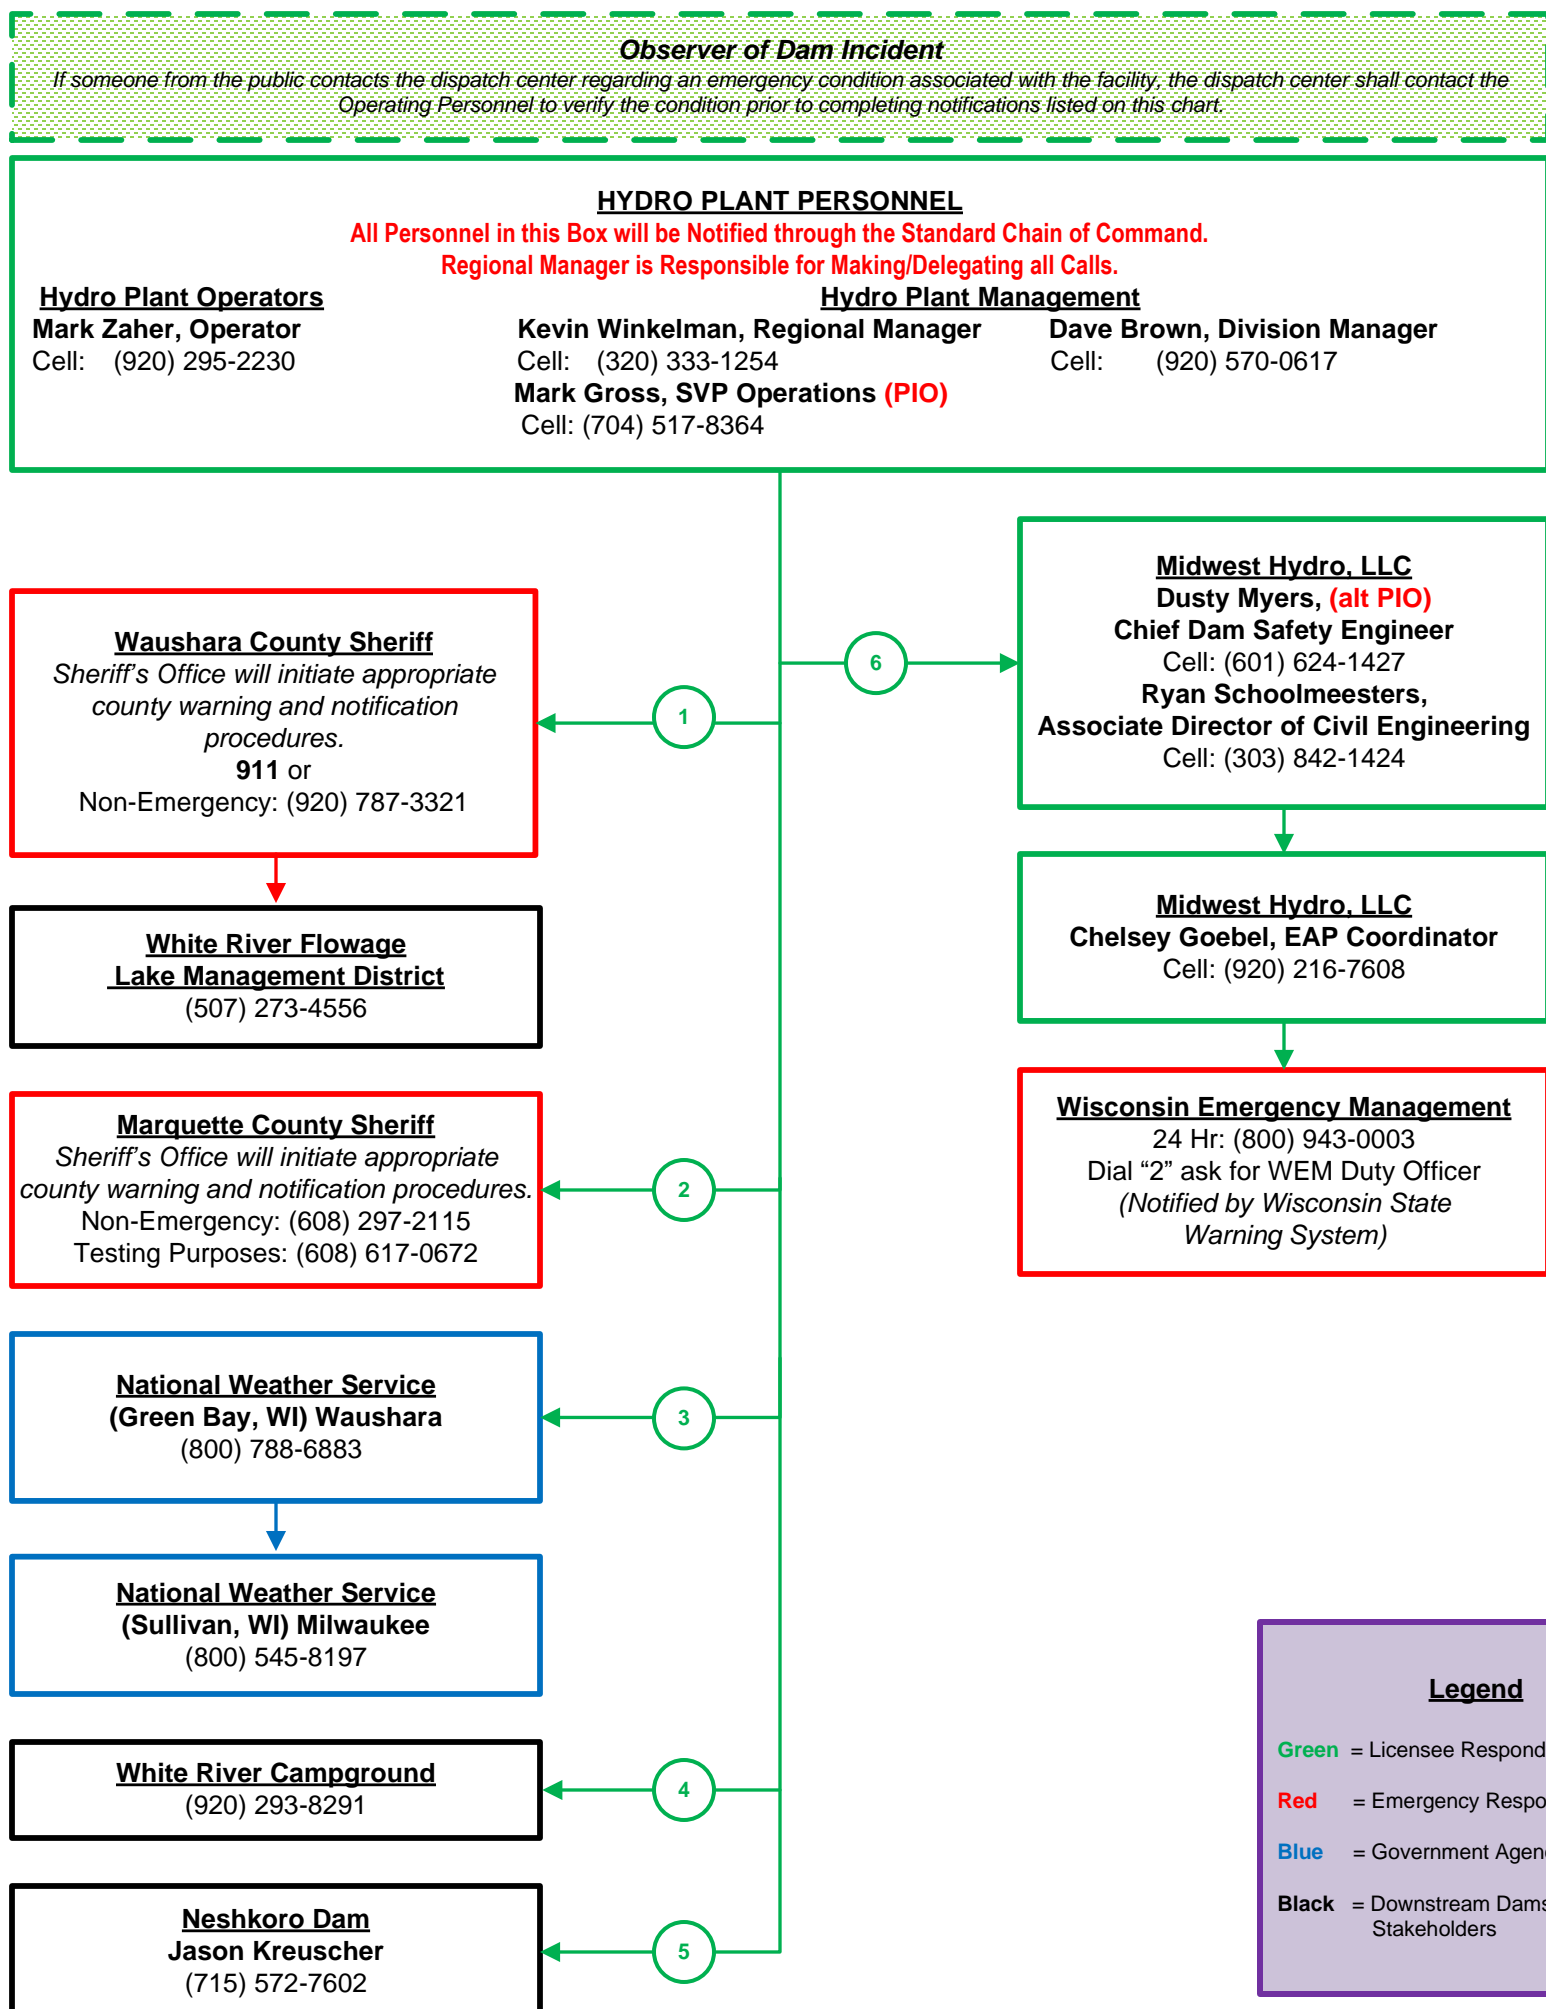 Observer of Dam Incident
If someone from the public contacts the dispatch center regarding an emergency condition associated with the facility, the dispatch center shall contact the
Operating Personnel to verify the condition prior to completing notifications listed on this chart.
HYDRO PLANT PERSONNEL
All Personnel in this Box will be Notified through the Standard Chain of Command.
Regional Manager is Responsible for Making/Delegating all Calls.
Hydro Plant Operators
Mark Zaher, Operator
Cell: (920) 295-2230
Hydro Plant Management
Kevin Winkelman, Regional Manager
Cell: (320) 333-1254
Mark Gross, SVP Operations (PIO)
Cell: (704) 517-8364
Dave Brown, Division Manager
Cell: (920) 570-0617
1
Waushara County Sheriff
Sheriff's Office will initiate appropriate
county warning and notification
procedures.
911 or
Non-Emergency: (920) 787-3321
White River Flowage
Lake Management District
(507) 273-4556
2
Marquette County Sheriff
Sheriff's Office will initiate appropriate
county warning and notification procedures.
Non-Emergency: (608) 297-2115
Testing Purposes: (608) 617-0672
3
National Weather Service
(Green Bay, WI) Waushara
(800) 788-6883
National Weather Service
(Sullivan, WI) Milwaukee
(800) 545-8197
4
White River Campground
(920) 293-8291
5
Neshkoro Dam
Jason Kreuscher
(715) 572-7602
6
Midwest Hydro, LLC
Dusty Myers, (alt PIO)
Chief Dam Safety Engineer
Cell: (601) 624-1427
Ryan Schoolmeesters,
Associate Director of Civil Engineering
Cell: (303) 842-1424
Midwest Hydro, LLC
Chelsey Goebel, EAP Coordinator
Cell: (920) 216-7608
Wisconsin Emergency Management
24 Hr: (800) 943-0003
Dial “2” ask for WEM Duty Officer
(Notified by Wisconsin State
Warning System)
Legend
Green = Licensee Respond
Red = Emergency Respo
Blue = Government Agen
Black = Downstream Dams
Stakeholders